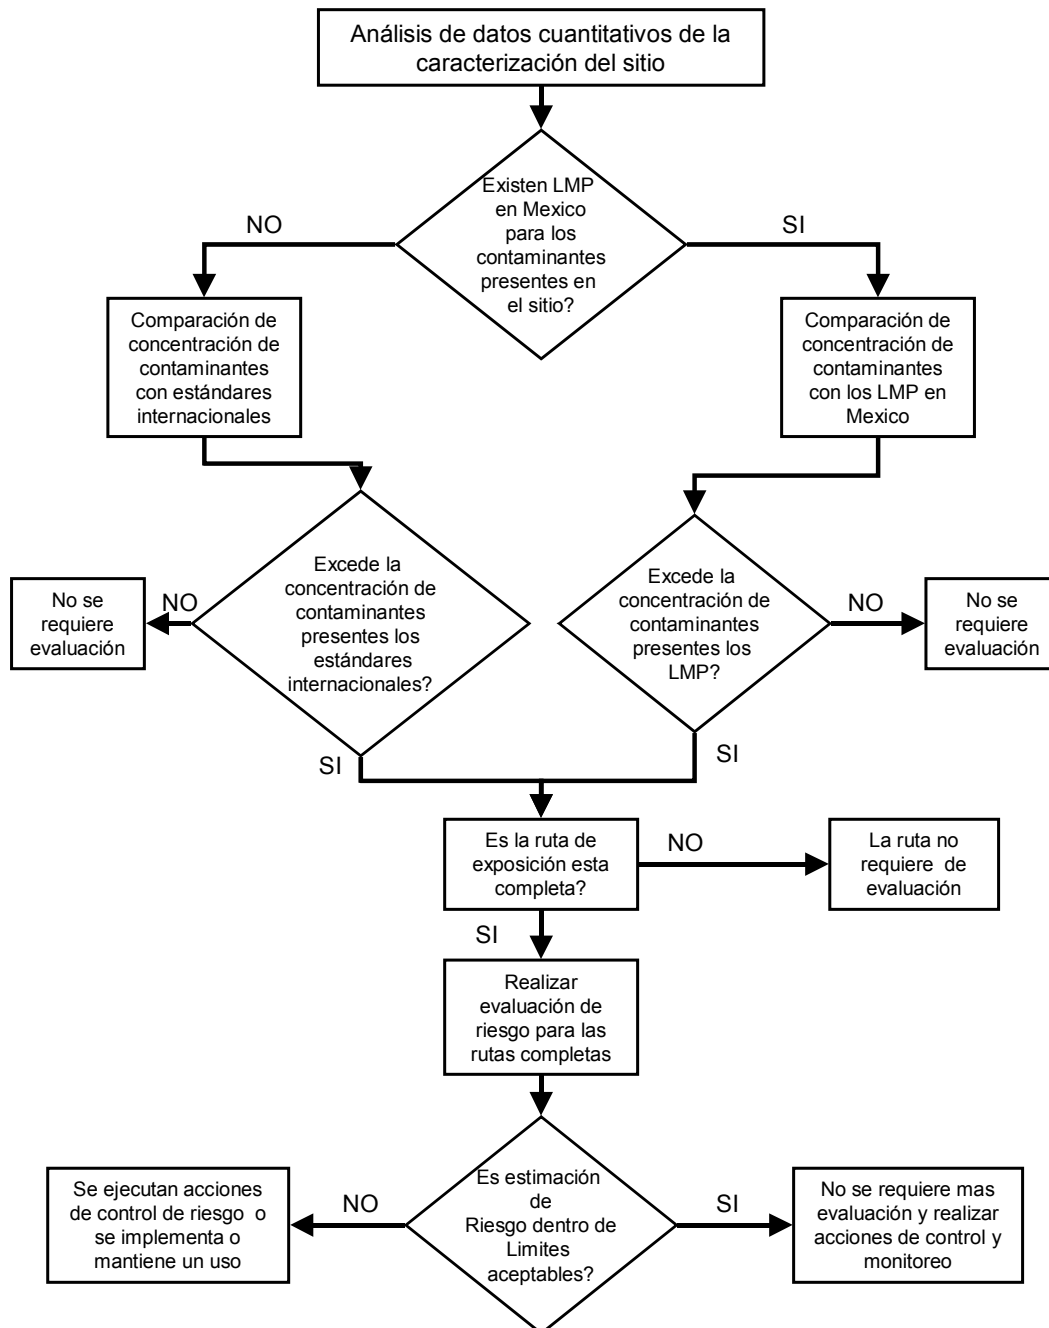 Análisis de datos cuantitativos de la
caracterización del sitio
Existen LMP
en Mexico
para los
contaminantes
presentes en
el sitio?
NO
SI
Comparación de
concentración de
contaminantes
con estándares
internacionales
Comparación de
concentración de
contaminantes
con los LMP en
Mexico
Excede la
concentración de
contaminantes
presentes los
estándares
internacionales?
Excede la
concentración de
contaminantes
presentes los
LMP?
No se
requiere
evaluación
NO
NO
No se
requiere
evaluación
SI
SI
Es la ruta de
exposición esta
completa?
NO
La ruta no
requiere de
evaluación
SI
Realizar
evaluación de
riesgo para las
rutas completas
Se ejecutan acciones
de control de riesgo o
se implementa o
mantiene un uso
NO
Es estimación
de
Riesgo dentro de
Limites
aceptables?
SI
No se requiere mas
evaluación y realizar
acciones de control y
monitoreo